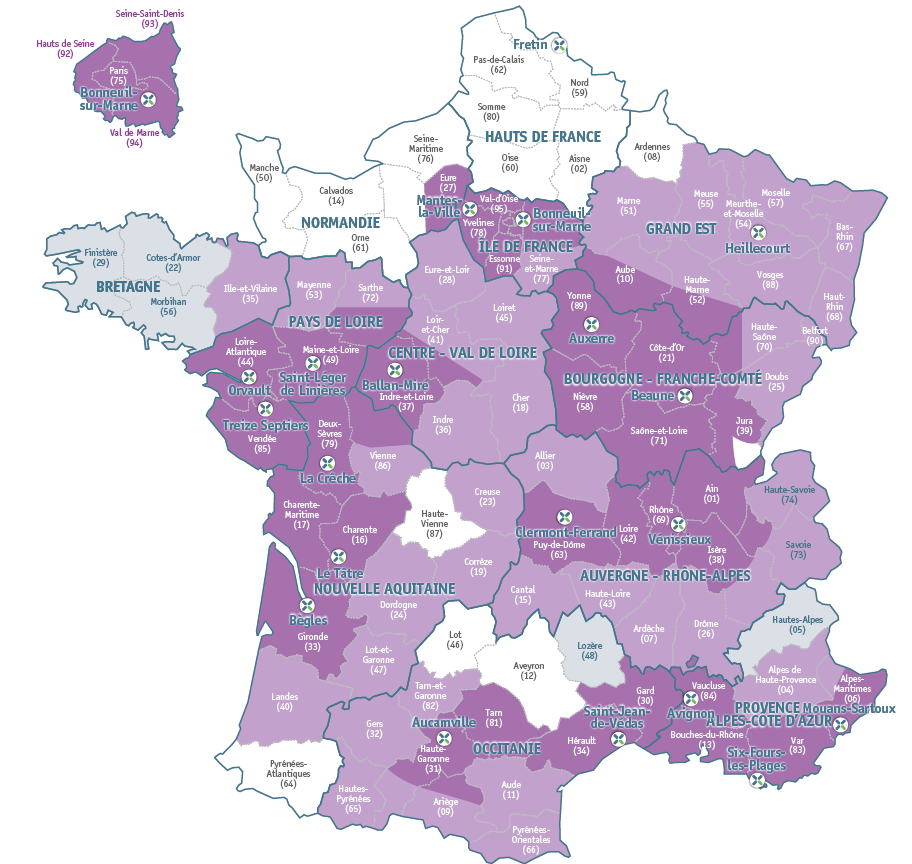 Seine-Saint-Denis
(93)
Hauts de Seine
(92)
Paris
(75)
Bonneuil-
sur-Marne
Val de Marne
(94)
Fretin
Pas-de-Calais
(62)
Nord
(59)
Somme
(80)
HAUTS DE FRANCE
Oise
(60)
Aisne
(02)
Ardennes
(08)
Seine-
Maritime
(76)
Manche
(50)
Calvados
(14)
NORMANDIE
Orne
(61)
Eure
(27)
Mantes-
la-Ville
Val-d'Oise
(95)
Yvelines
(78)
Bonneuil-
sur-Marne
ÎLE DE FRANCE
Essonne
(91)
Seine-
et-Marne
(77)
Marne
(51)
Meuse
(55)
Moselle
(57)
Meurthe-
et-Moselle
(54)
GRAND EST
Heillecourt
Bas-
Rhin
(67)
Aube
(10)
Haute-
Marne
(52)
Vosges
(88)
Haut-
Rhin
(68)
Finistère
(29)
Cotes-d'Armor
(22)
BRETAGNE
Morbihan
(56)
Ille-et-Vilaine
(35)
Mayenne
(53)
Sarthe
(72)
PAYS DE LOIRE
Loire-
Atlantique
(44)
Maine-et-Loire
(49)
Orvault
Saint-Léger
de Linières
Treize Septiers
Vendée
(85)
Eure-et-Loir
(28)
Loiret
(45)
Loir-
et-Cher
(41)
CENTRE - VAL DE LOIRE
Ballan-Mire
Indre-et-Loire
(37)
Cher
(18)
Indre
(36)
Yonne
(89)
Auxerre
Côte-d'Or
(21)
Haute-
Saône
(70)
Belfort
(90)
BOURGOGNE - FRANCHE-COMTÉ
Doubs
(25)
Beaune
Nièvre
(58)
Jura
(39)
Saône-et-Loire
(71)
Deux-
Sèvres
(79)
Vienne
(86)
La Crêche
Charente-
Maritime
(17)
Charente
(16)
Haute-
Vienne
(87)
Creuse
(23)
Le Tâtre
Corrèze
(19)
NOUVELLE AQUITAINE
Dordogne
(24)
Bègles
Gironde
(33)
Lot-et-
Garonne
(47)
Landes
(40)
Pyrénées-
Atlantiques
(64)
Allier
(03)
Clermont-Ferrand
Puy-de-Dôme
(63)
Loire
(42)
Rhône
(69)
Ain
(01)
Vénissieux
Isère
(38)
Haute-Savoie
(74)
Savoie
(73)
AUVERGNE - RHÔNE-ALPES
Cantal
(15)
Haute-Loire
(43)
Ardèche
(07)
Drôme
(26)
Lot
(46)
Aveyron
(12)
Lozère
(48)
Tarn-et-
Garonne
(82)
Tarn
(81)
Gers
(32)
Aucamville
OCCITANIE
Haute-
Garonne
(31)
Gard
(30)
Saint-Jean-
de-Védas
Hérault
(34)
Hautes-
Pyrénées
(65)
Ariège
(09)
Aude
(11)
Pyrénées-
Orientales
(66)
Hautes-Alpes
(05)
Alpes de
Haute-Provence
(04)
Alpes-
Maritimes
(06)
Vaucluse
(84)
Avignon
PROVENCE
ALPES-COTE D'AZUR
Mouans-Sartoux
Bouches-du-Rhône
(13)
Var
(83)
Six-Fours-
les-Plages